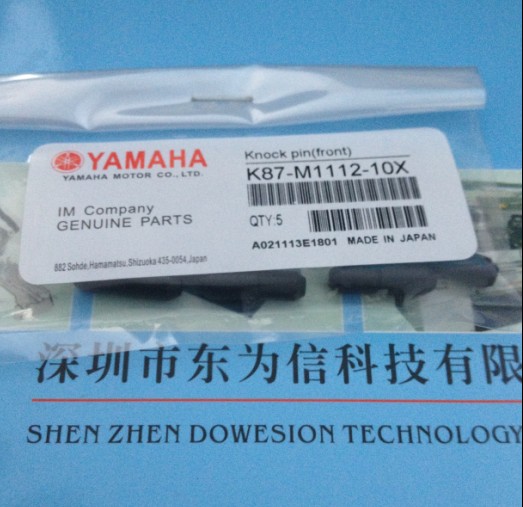 YAMAHA
YAMAHA MOTOR CO., LTD.
Knock pin(front)
K87-M1112-10X
IM Company
GENUINE PARTS
QTY:5
A021113E1801 MADE IN JAPAN
882 Sohde,Hamamatsu,Shizuoka 435-0054,Japan
深圳市东为信科技有限
SHEN ZHEN DOWESION TECHNOLOGY